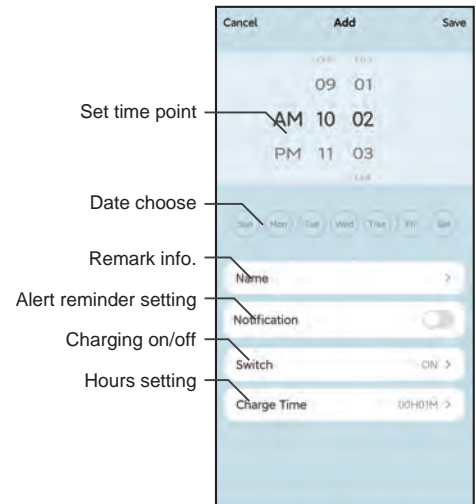 Cancel Add Save
09 01
Set time point
AM 10 02
PM 11 03
Date choose
Sun Mon Tue Wed Thur Fri Sat
Remark info.
Name
Alert reminder setting
Notification
Charging on/off
Switch ON
Hours setting
Charge Time 00H01M